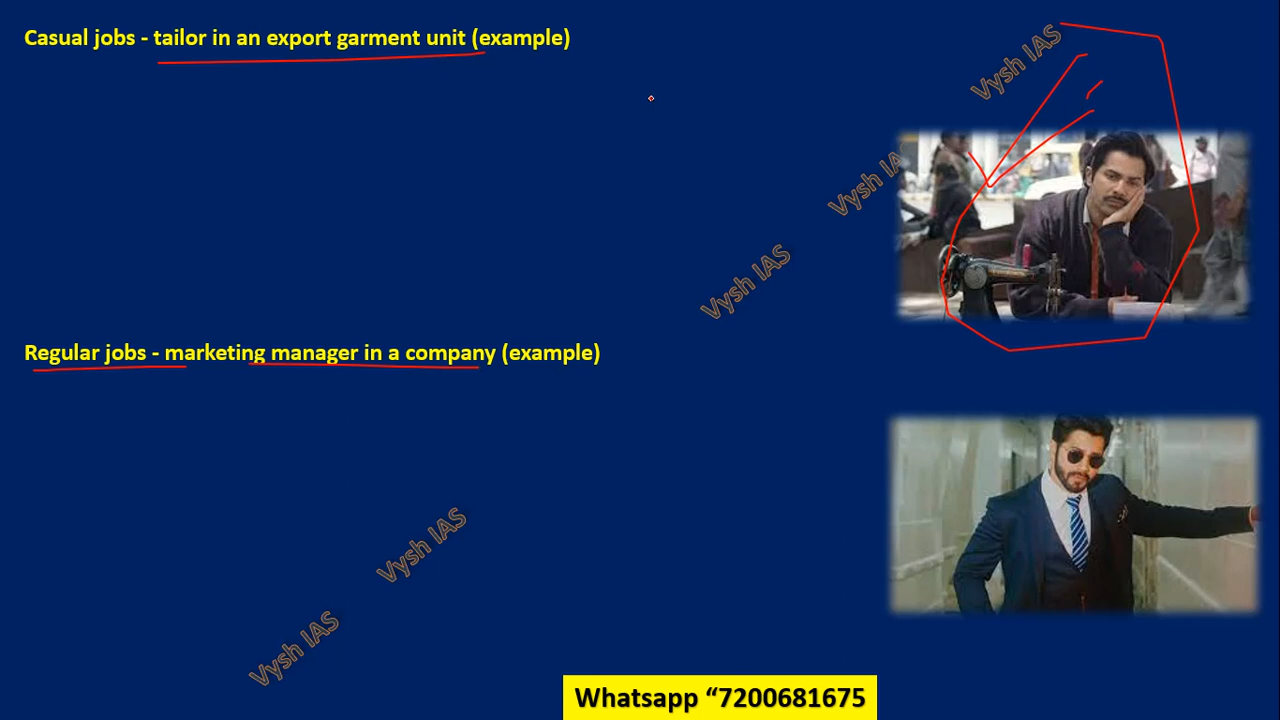 Casual jobs - tailor in an export garment unit (example)
Vysh IAS
Vysh IA
Vysh IAS
Regular jobs - marketing manager in a company (example)
Vysh IAS
Vysh IAS
Whatsapp “7200681675